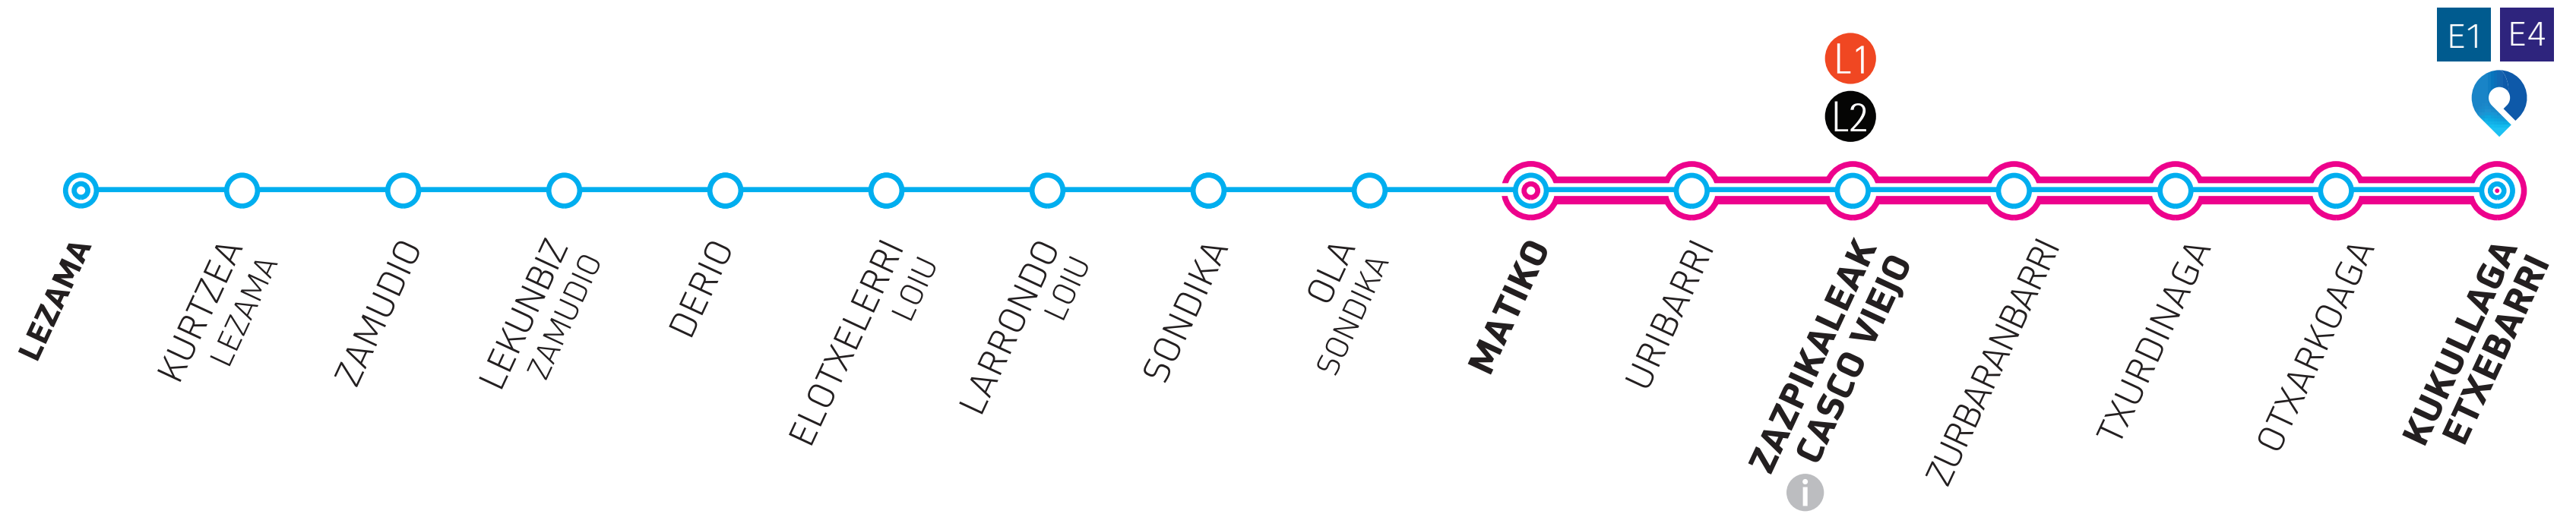 E1
E4
L1
L2
LEZAMA
KURTZEA
LEZAMA
ZAMUDIO
LEKUNBIZ
ZAMUDIO
DERIO
ELOTXELERRI
LOIU
LARRONDO
LOIU
SONDIKA
OLA
SONDIKA
MATIKO
URIBARRI
ZAZPIKALEAK
CASCO VIEJO
i
ZURBARANBARRI
TXURDINAGA
OTXARKOAGA
KUKULLAGA
ETXEBARRI